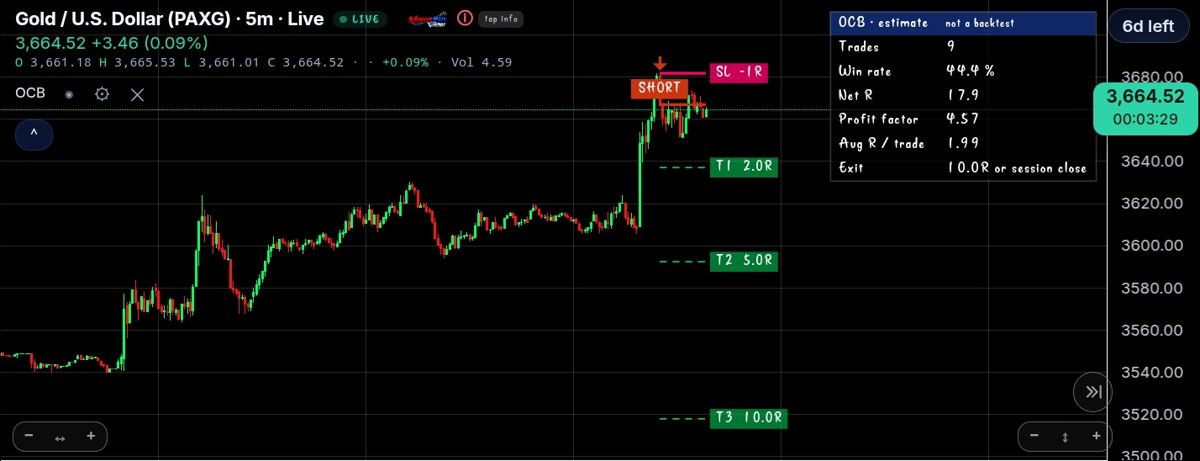 Gold / U.S. Dollar (PAXG) · 5m · Live LIVE tap info
3,664.52 +3.46 (0.09%)
O 3,661.18 H 3,665.53 L 3,661.01 C 3,664.52 · · +0.09% · Vol 4.59
OCB
OCB · estimate not a backtest
Trades 9
Win rate 44.4 %
Net R 17.9
Profit factor 4.57
Avg R / trade 1.99
Exit 10.0R or session close
6d left
SHORT
SL -1R
T1 2.0R
T2 5.0R
T3 10.0R
3680.00
3,664.52
00:03:29
3640.00
3620.00
3600.00
3580.00
3560.00
3540.00
3520.00
3500.00